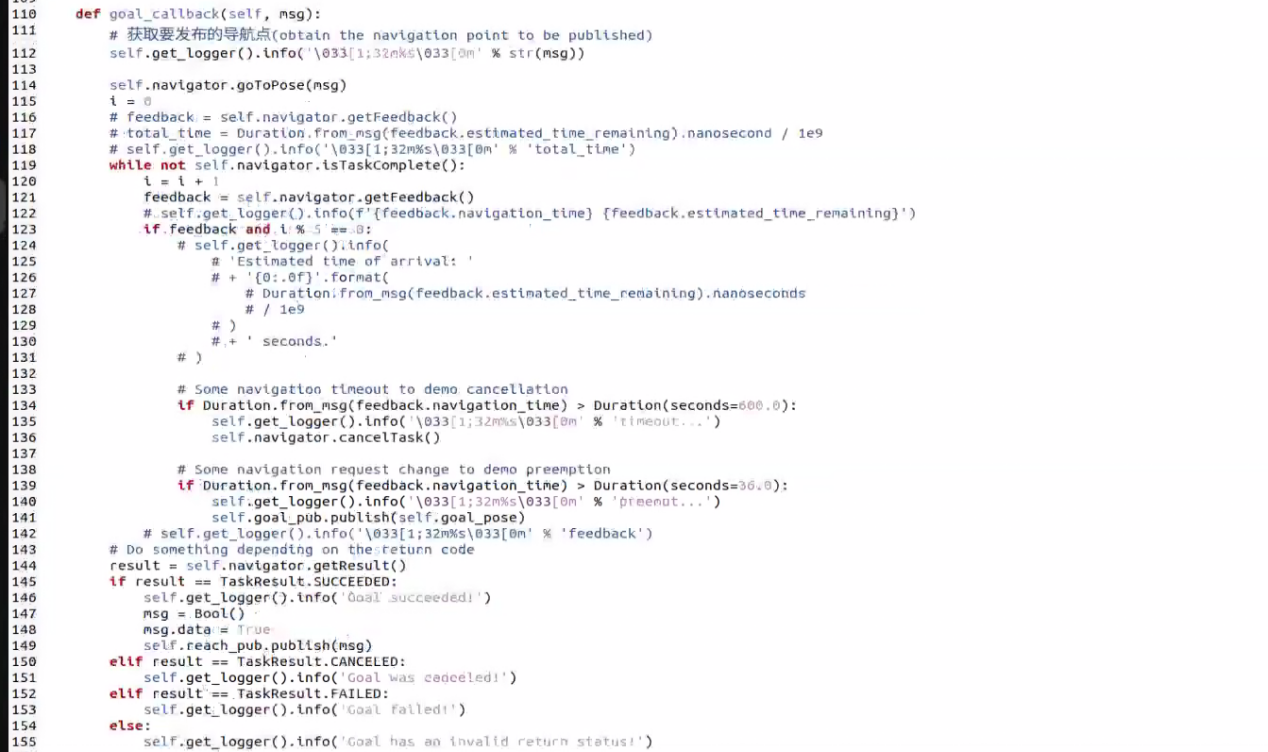 110 def goal_callback(self, msg):
111 # 获取要发布的导航点(obtain the navigation point to be published)
112 self.get_logger().info('\033[1;32m%s\033[0m' % str(msg))
113
114 self.navigator.goToPose(msg)
115 i = 0
116 # feedback = self.navigator.getFeedback()
117 # total_time = Duration.from_msg(feedback.estimated_time_remaining).nanosecond / 1e9
118 # self.get_logger().info('\033[1;32m%s\033[0m' % 'total_time')
119 while not self.navigator.isTaskComplete():
120 i = i + 1
121 feedback = self.navigator.getFeedback()
122 # self.get_logger().info(f'{feedback.navigation_time} {feedback.estimated_time_remaining}')
123 if feedback and i % 5 == 0:
124 # self.get_logger().info(
125 # 'Estimated time of arrival: '
126 # + '{0:.0f}'.format(
127 # Duration.from_msg(feedback.estimated_time_remaining).nanoseconds
128 # / 1e9
129 # )
130 # + ' seconds.'
131 # )
132
133 # Some navigation timeout to demo cancellation
134 if Duration.from_msg(feedback.navigation_time) > Duration(seconds=600.0):
135 self.get_logger().info('\033[1;32m%s\033[0m' % 'timeout...')
136 self.navigator.cancelTask()
137
138 # Some navigation request change to demo preemption
139 if Duration.from_msg(feedback.navigation_time) > Duration(seconds=36.0):
140 self.get_logger().info('\033[1;32m%s\033[0m' % 'preemot...')
141 self.goal_pub.publish(self.goal_pose)
142 # self.get_logger().info('\033[1;32m%s\033[0m' % 'feedback')
143 # Do something depending on the return code
144 result = self.navigator.getResult()
145 if result == TaskResult.SUCCEEDED:
146 self.get_logger().info('Goal succeeded!')
147 msg = Bool()
148 msg.data = True
149 self.reach_pub.publish(msg)
150 elif result == TaskResult.CANCELED:
151 self.get_logger().info('Goal was canceled!')
152 elif result == TaskResult.FAILED:
153 self.get_logger().info('Goal failed!')
154 else:
155 self.get_logger().info('Goal has an invalid return status!')